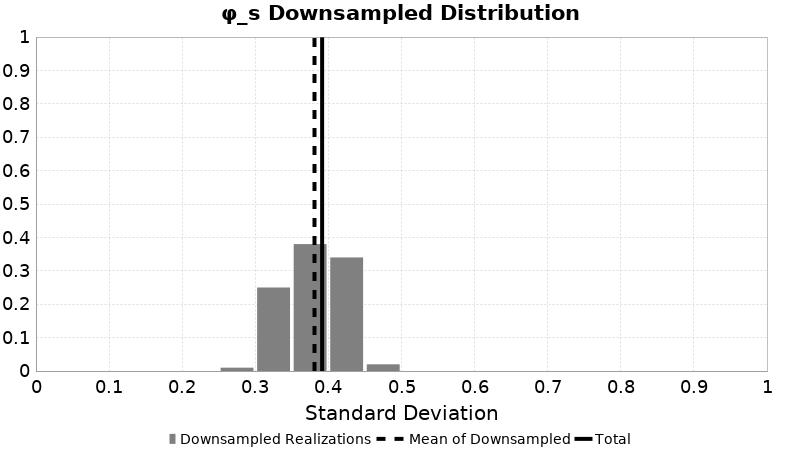 φ_s Downsampled Distribution
1
0.9
0.8
0.7
0.6
0.5
0.4
0.3
0.2
0.1
0
0 0.1 0.2 0.3 0.4 0.5 0.6 0.7 0.8 0.9 1
Standard Deviation
Downsampled Realizations Mean of Downsampled Total